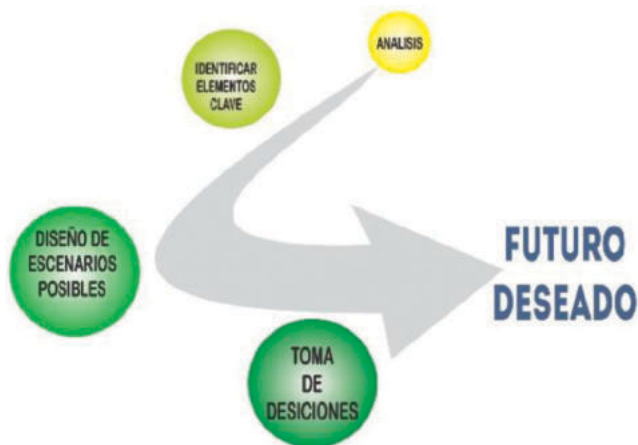 ANALISIS
IDENTIFICAR
ELEMENTOS
CLAVE
DISEÑO DE
ESCENARIOS
POSIBLES
TOMA
DE
DESICIONES
FUTURO
DESEADO